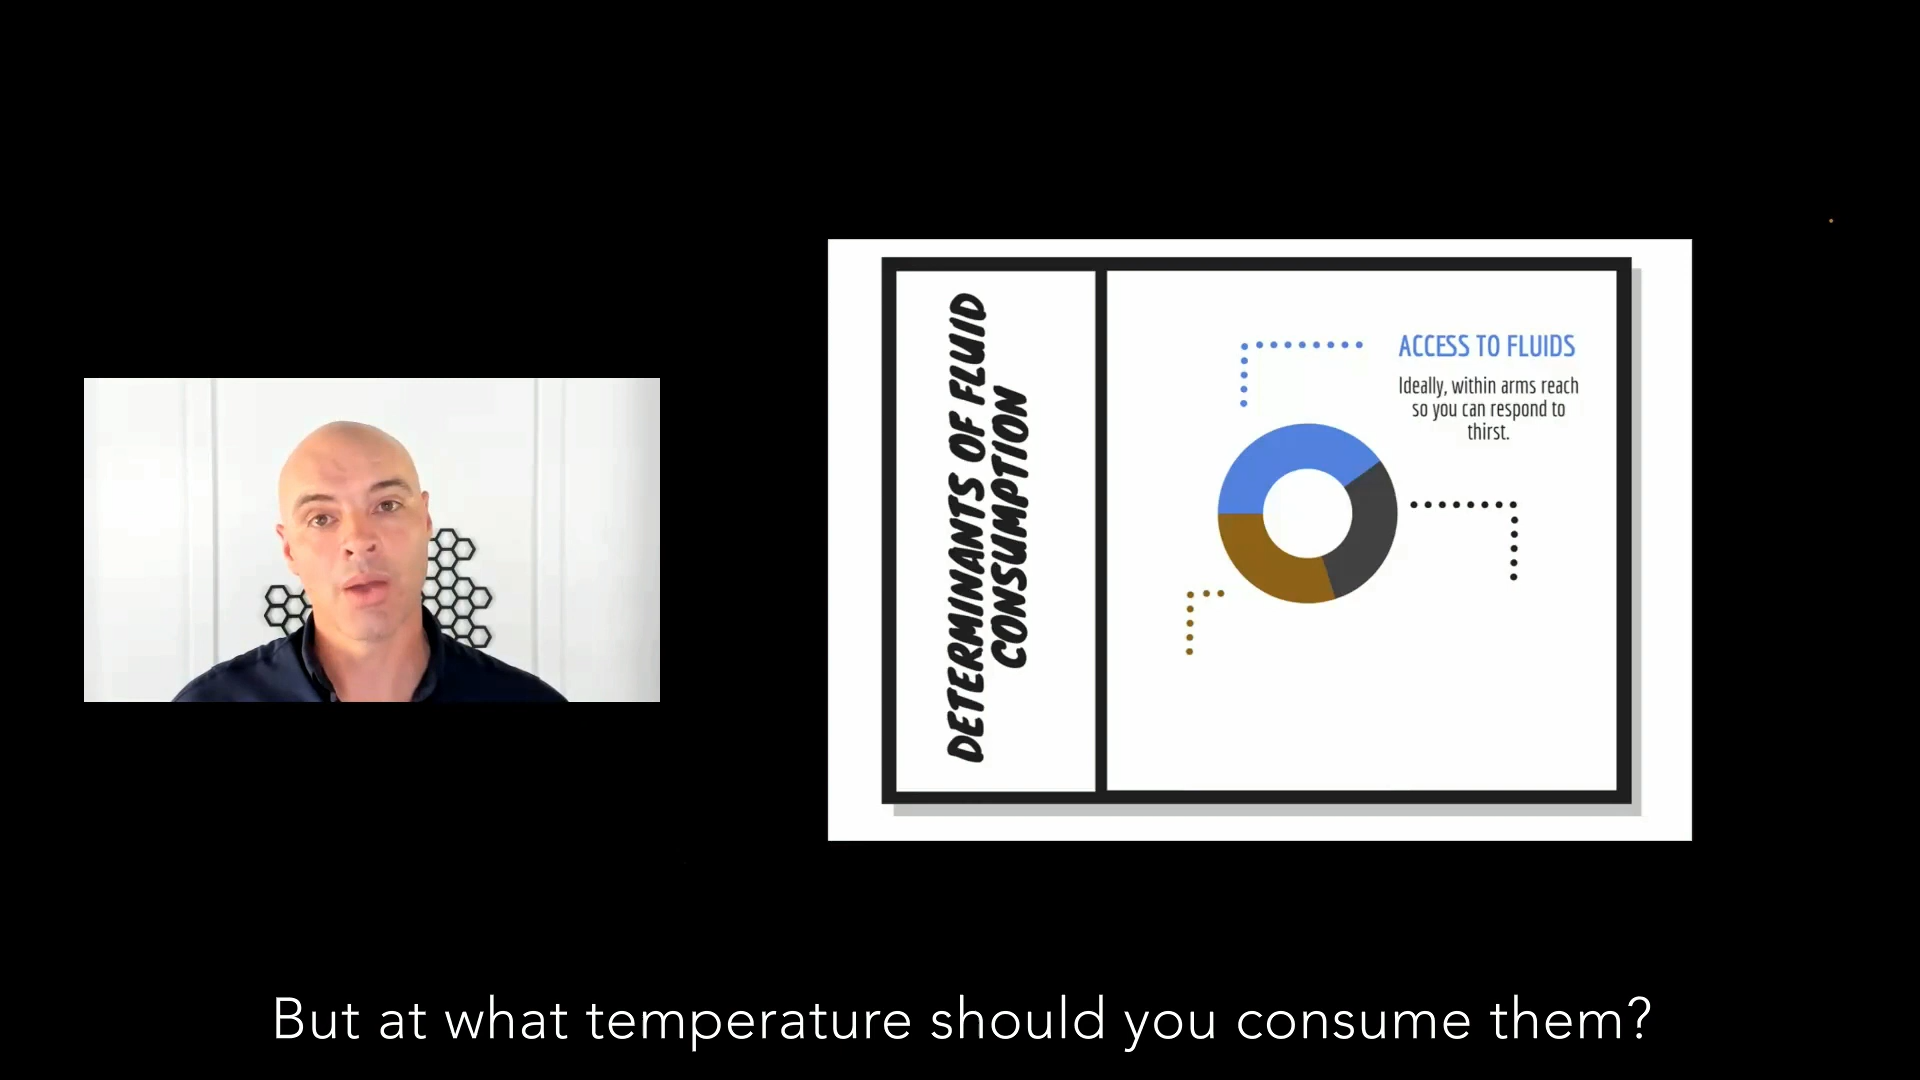 DETERMINANTS OF FLUID
CONSUMPTION
ACCESS TO FLUIDS
Ideally, within arms reach
so you can respond to
thirst.
But at what temperature should you consume them?